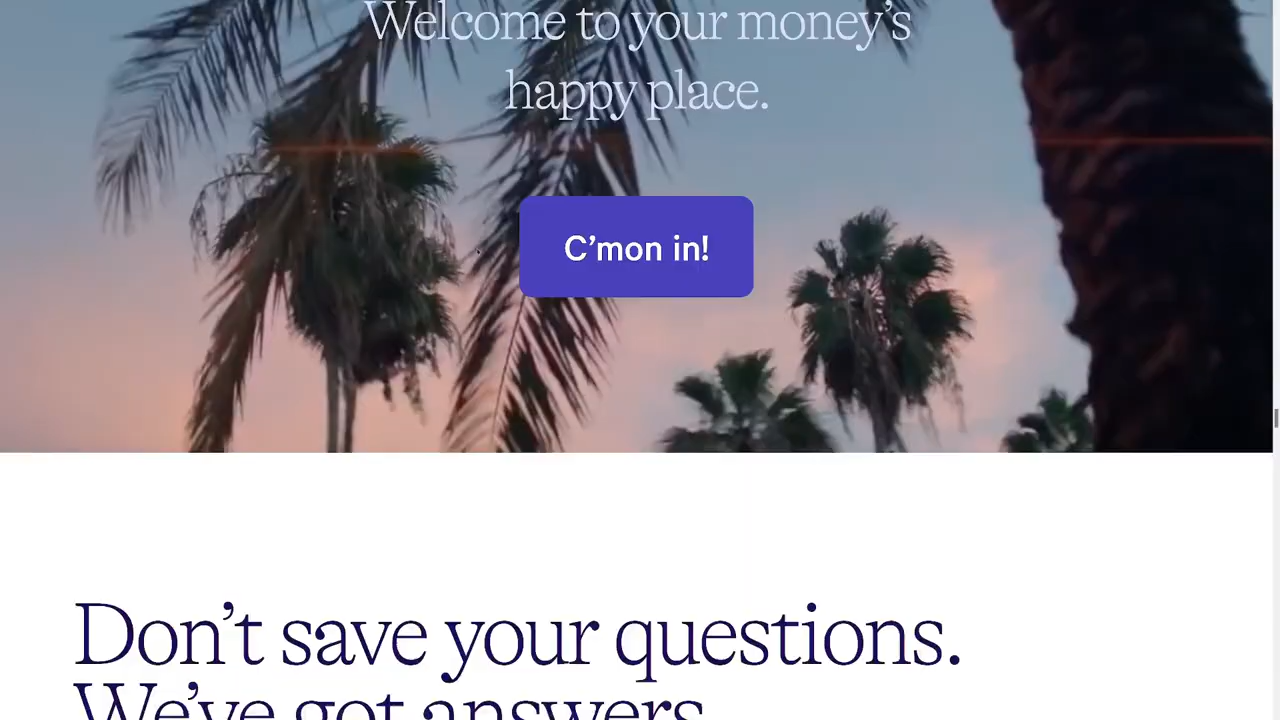 Welcome to your money’s
happy place.
C’mon in!
Don’t save your questions.
We’ve got answers.